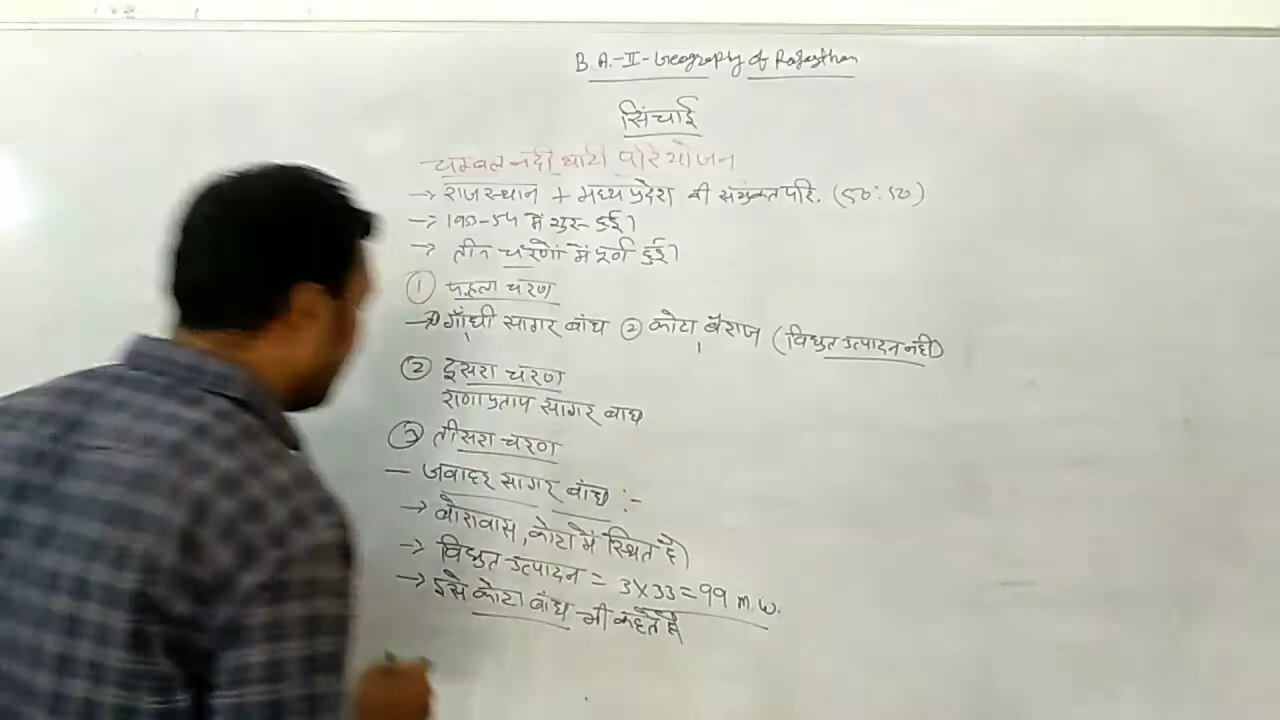 B.A.-II-Geography of Rajasthan
सिंचाई
चम्बल नदी घाटी परियोजन
→ राजस्थान + मध्यप्रदेश की संयुक्त परि. (50:50)
→ 1953-54 में शुरु हुई।
→ तीन चरणों में पूर्ण हुई।
① पहला चरण
→ ① गाँधी सागर बांध ② कोटा बैराज (विधुत उत्पादन नही)
② दूसरा चरण
राणाप्रताप सागर बाध
③ तीसरा चरण
– जवाहर सागर बांध :-
→ बोरावास, कोटा में स्थित है।
→ विधुत उत्पादन = 3X33=99 m.w.
→ इसे कोटा बांध भी कहते है